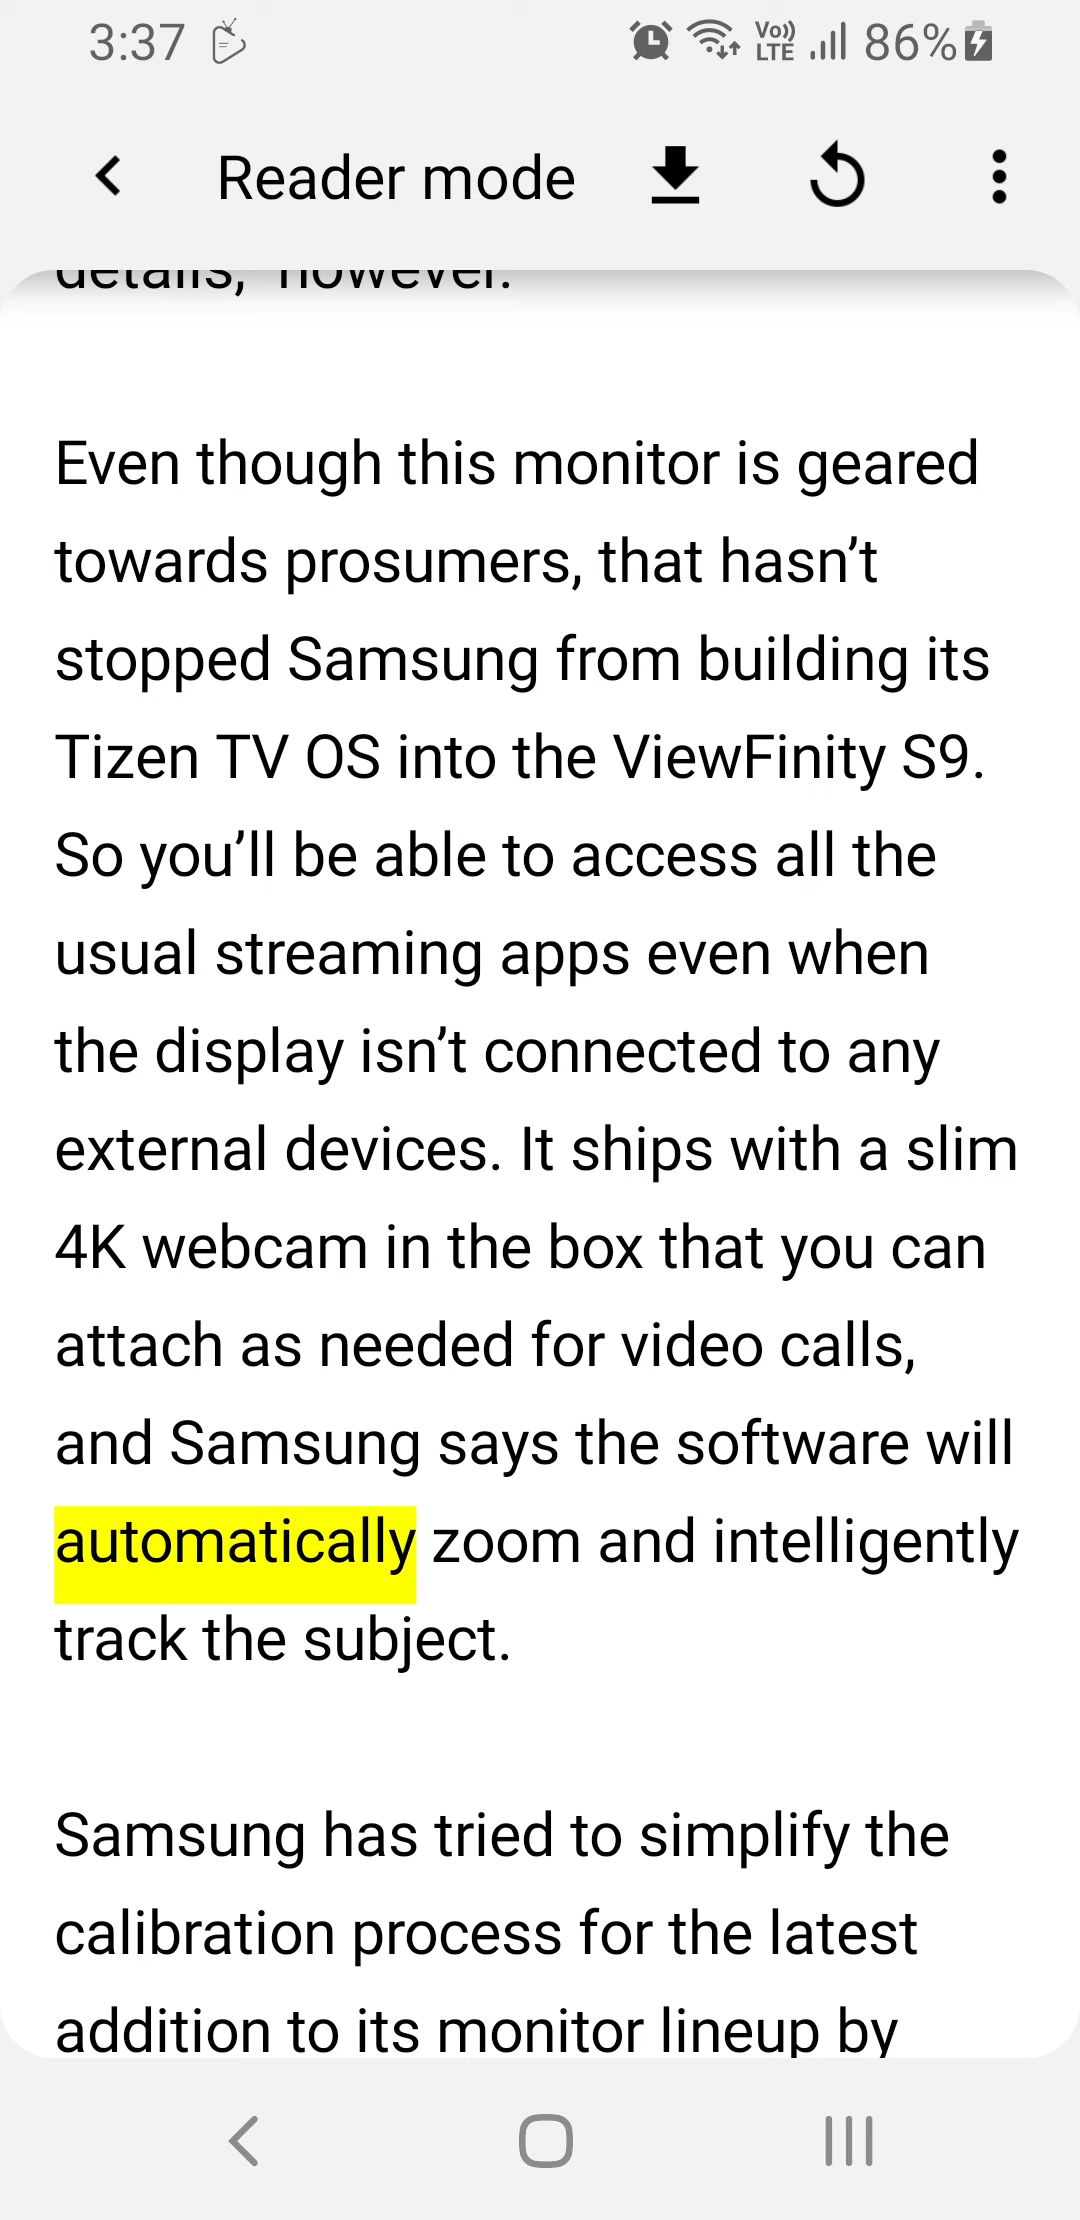 3:37 Vo)) LTE 86%
Reader mode
details, however.
Even though this monitor is geared
towards prosumers, that hasn’t
stopped Samsung from building its
Tizen TV OS into the ViewFinity S9.
So you’ll be able to access all the
usual streaming apps even when
the display isn’t connected to any
external devices. It ships with a slim
4K webcam in the box that you can
attach as needed for video calls,
and Samsung says the software will
automatically zoom and intelligently
track the subject.
Samsung has tried to simplify the
calibration process for the latest
addition to its monitor lineup by